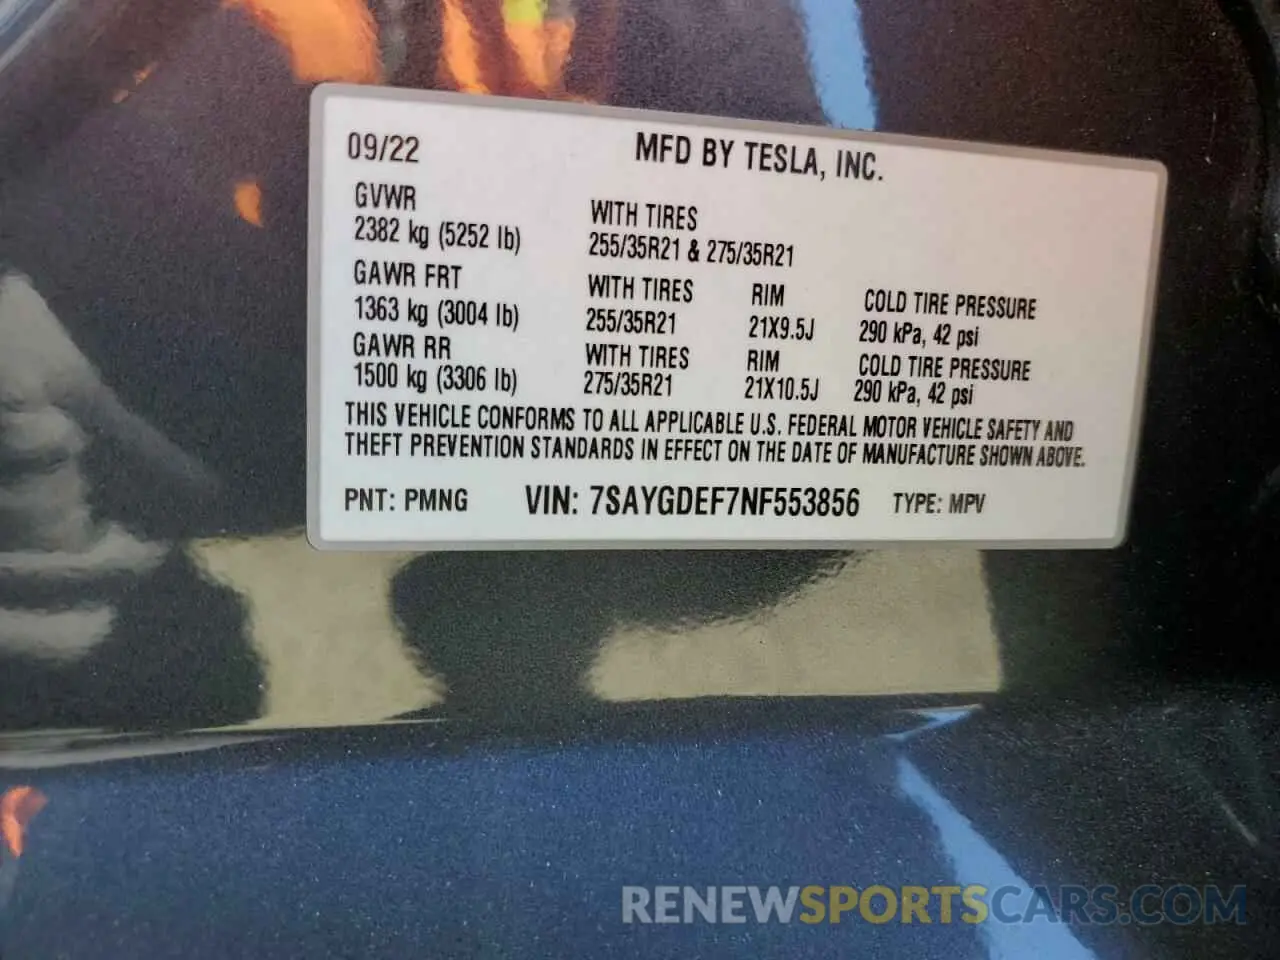 09/22 MFD BY TESLA, INC.
GVWR WITH TIRES
2382 kg (5252 lb) 255/35R21 & 275/35R21
GAWR FRT WITH TIRES RIM COLD TIRE PRESSURE
1363 kg (3004 lb) 255/35R21 21X9.5J 290 kPa, 42 psi
GAWR RR WITH TIRES RIM COLD TIRE PRESSURE
1500 kg (3306 lb) 275/35R21 21X10.5J 290 kPa, 42 psi
THIS VEHICLE CONFORMS TO ALL APPLICABLE U.S. FEDERAL MOTOR VEHICLE SAFETY AND
THEFT PREVENTION STANDARDS IN EFFECT ON THE DATE OF MANUFACTURE SHOWN ABOVE.
PNT: PMNG VIN: 7SAYGDEF7NF553856 TYPE: MPV
RENEWSPORTSCARS.COM